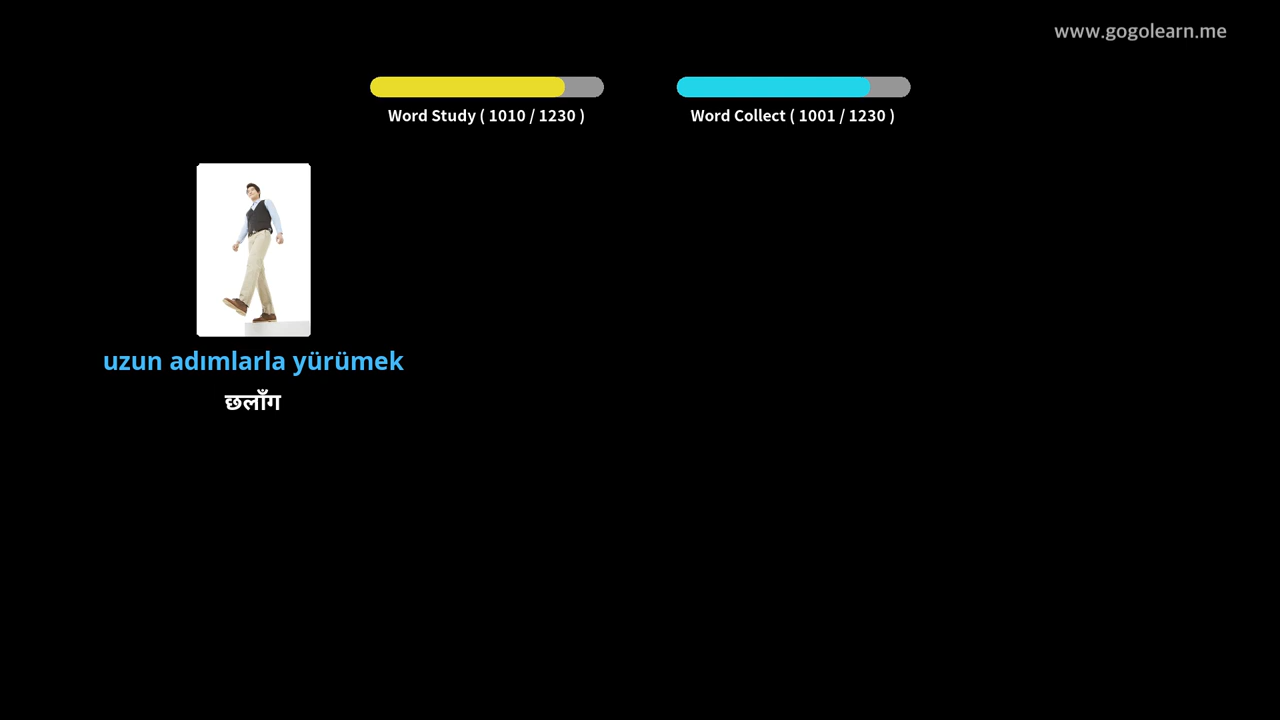 www.gogolearn.me
Word Study ( 1010 / 1230 )
Word Collect ( 1001 / 1230 )
uzun adımlarla yürümek
छलाँग